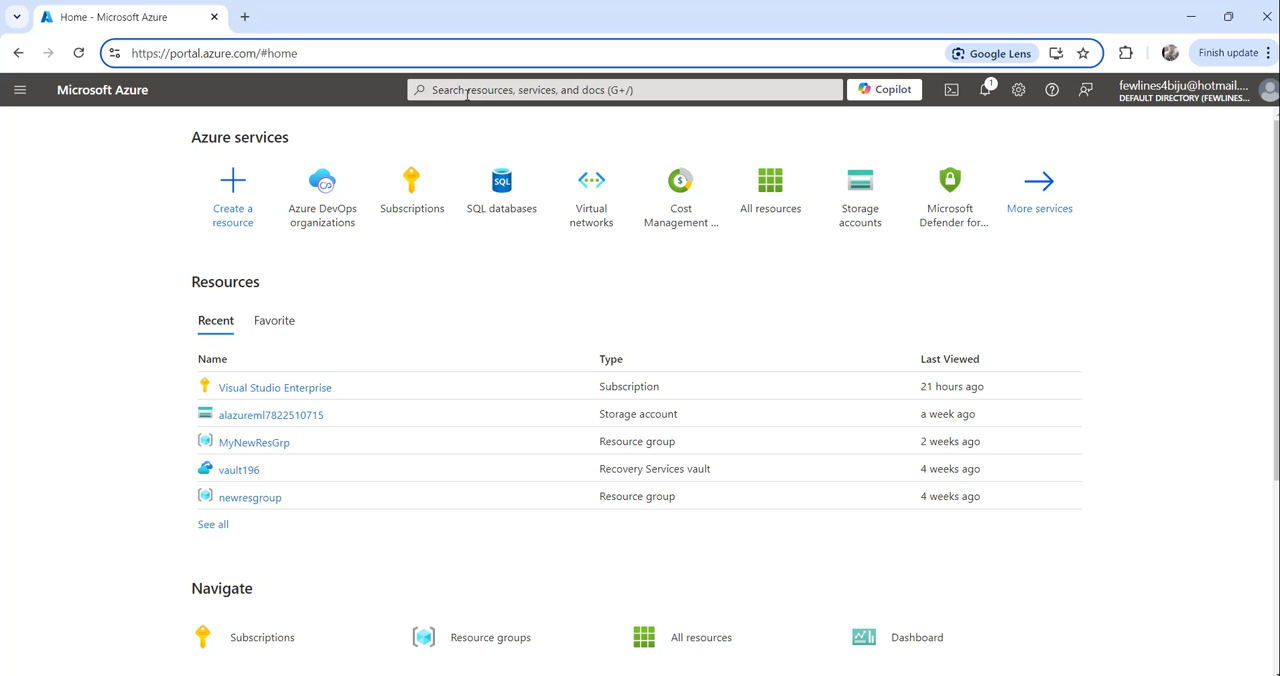 Home - Microsoft Azure
https://portal.azure.com/#home
Google Lens
Finish update
Microsoft Azure
Search resources, services, and docs (G+/)
Copilot
1
fewlines4biju@hotmail....
DEFAULT DIRECTORY (FEWLINES...
Azure services
Create a
resource
Azure DevOps
organizations
Subscriptions
SQL
SQL databases
Virtual
networks
$
Cost
Management ...
All resources
Storage
accounts
Microsoft
Defender for...
More services
Resources
Recent
Favorite
Name
Type
Last Viewed
Visual Studio Enterprise
Subscription
21 hours ago
alazureml7822510715
Storage account
a week ago
MyNewResGrp
Resource group
2 weeks ago
vault196
Recovery Services vault
4 weeks ago
newresgroup
Resource group
4 weeks ago
See all
Navigate
Subscriptions
Resource groups
All resources
Dashboard